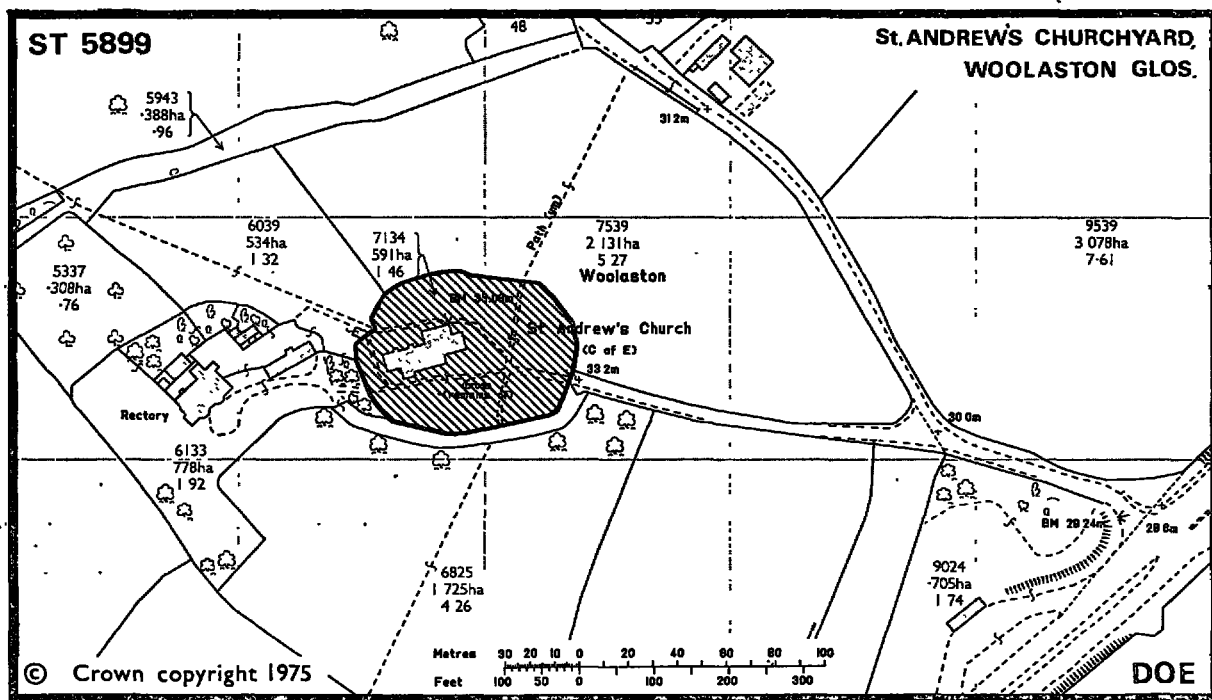 ST 5899
48
St. ANDREW'S CHURCHYARD,
WOOLASTON GLOS.
5943
·388ha
·96
31 2m
Path (um)
6039
534ha
1 32
7134
591ha
1 46
7539
2 131ha
5 27
9539
3 078ha
7·61
Woolaston
5337
·308ha
·76
St Andrew's Church
(C of E)
33 2m
Rectory
30 0m
6133
778ha
1 92
BM 29 24m
28 6m
6825
1 725ha
4 26
9024
·705ha
1 74
Metres 30 20 10 0 20 40 60 80 100
Feet 100 50 0 100 200 300
© Crown copyright 1975
DOE